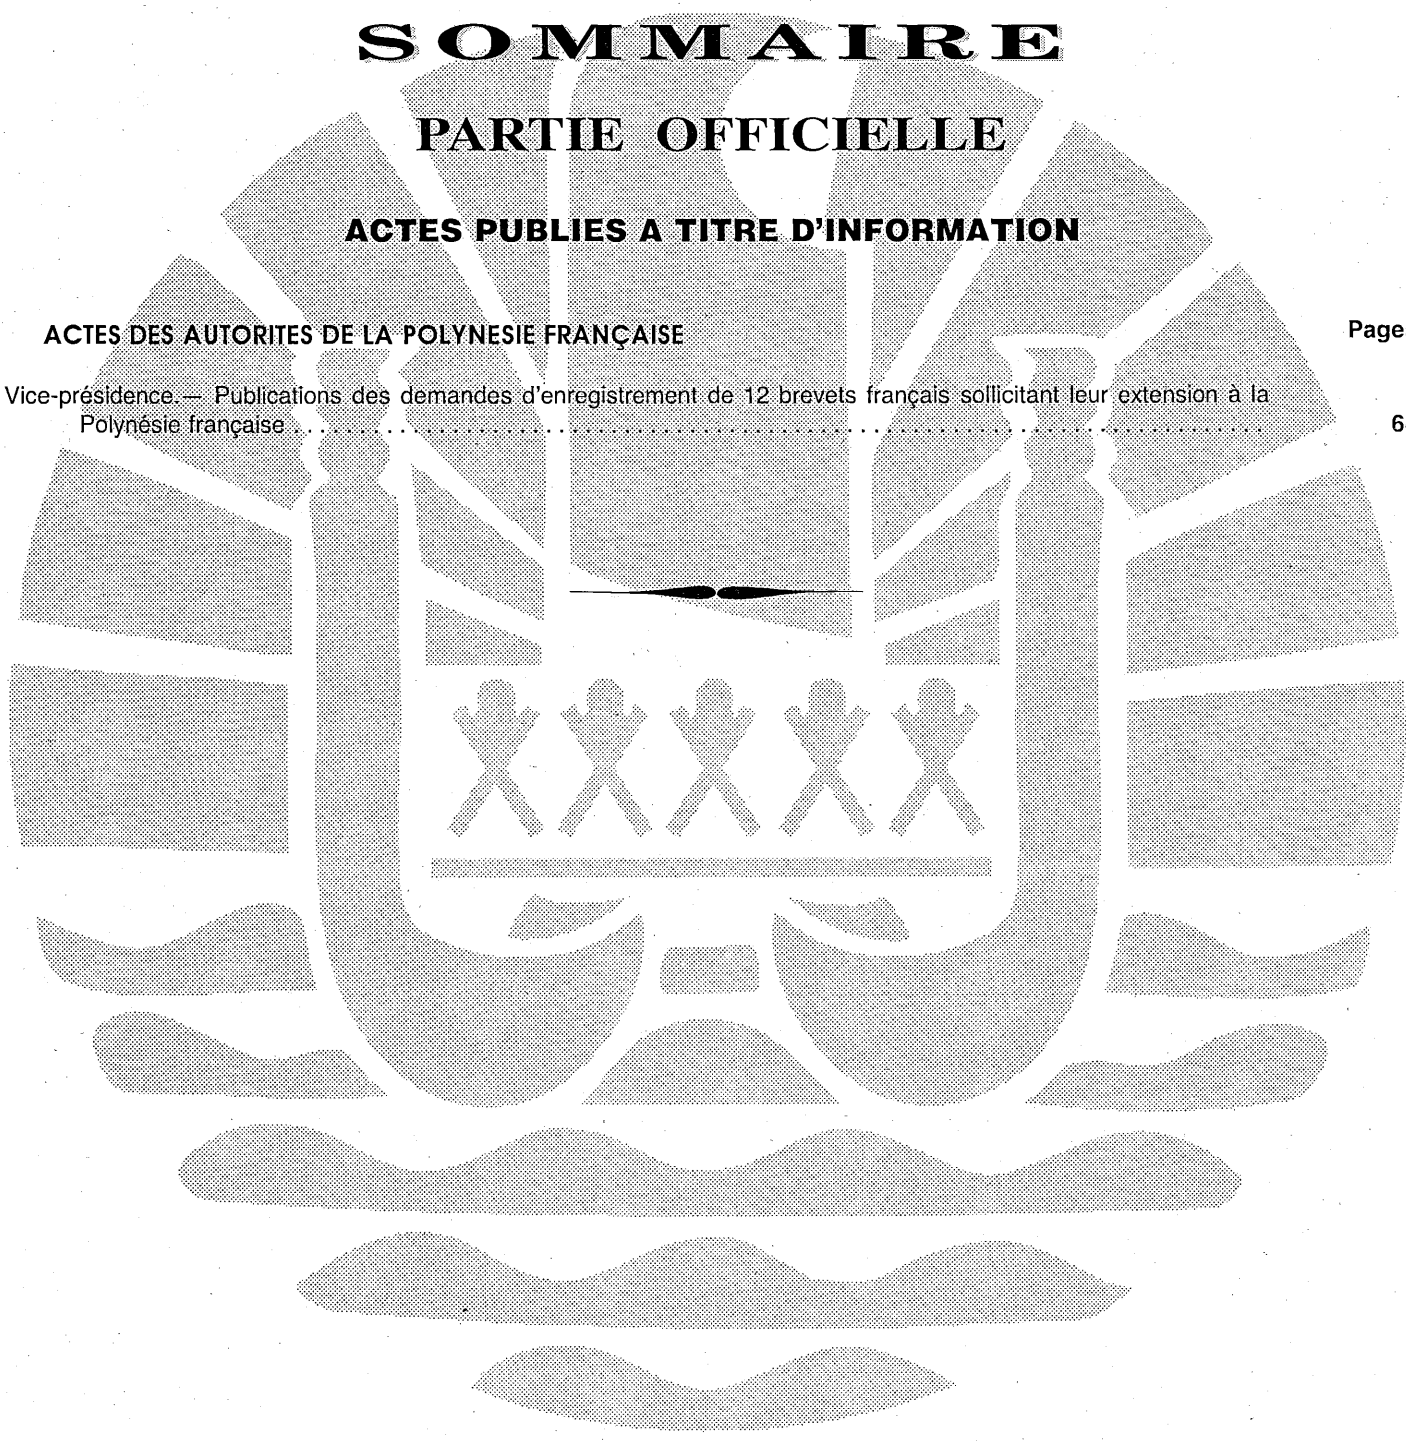 SOMMAIRE
PARTIE OFFICIELLE
ACTES PUBLIES A TITRE D'INFORMATION
ACTES DES AUTORITES DE LA POLYNESIE FRANÇAISE Page
Vice-présidence.— Publications des demandes d'enregistrement de 12 brevets français sollicitant leur extension à la
Polynésie française ........................................................................ 6